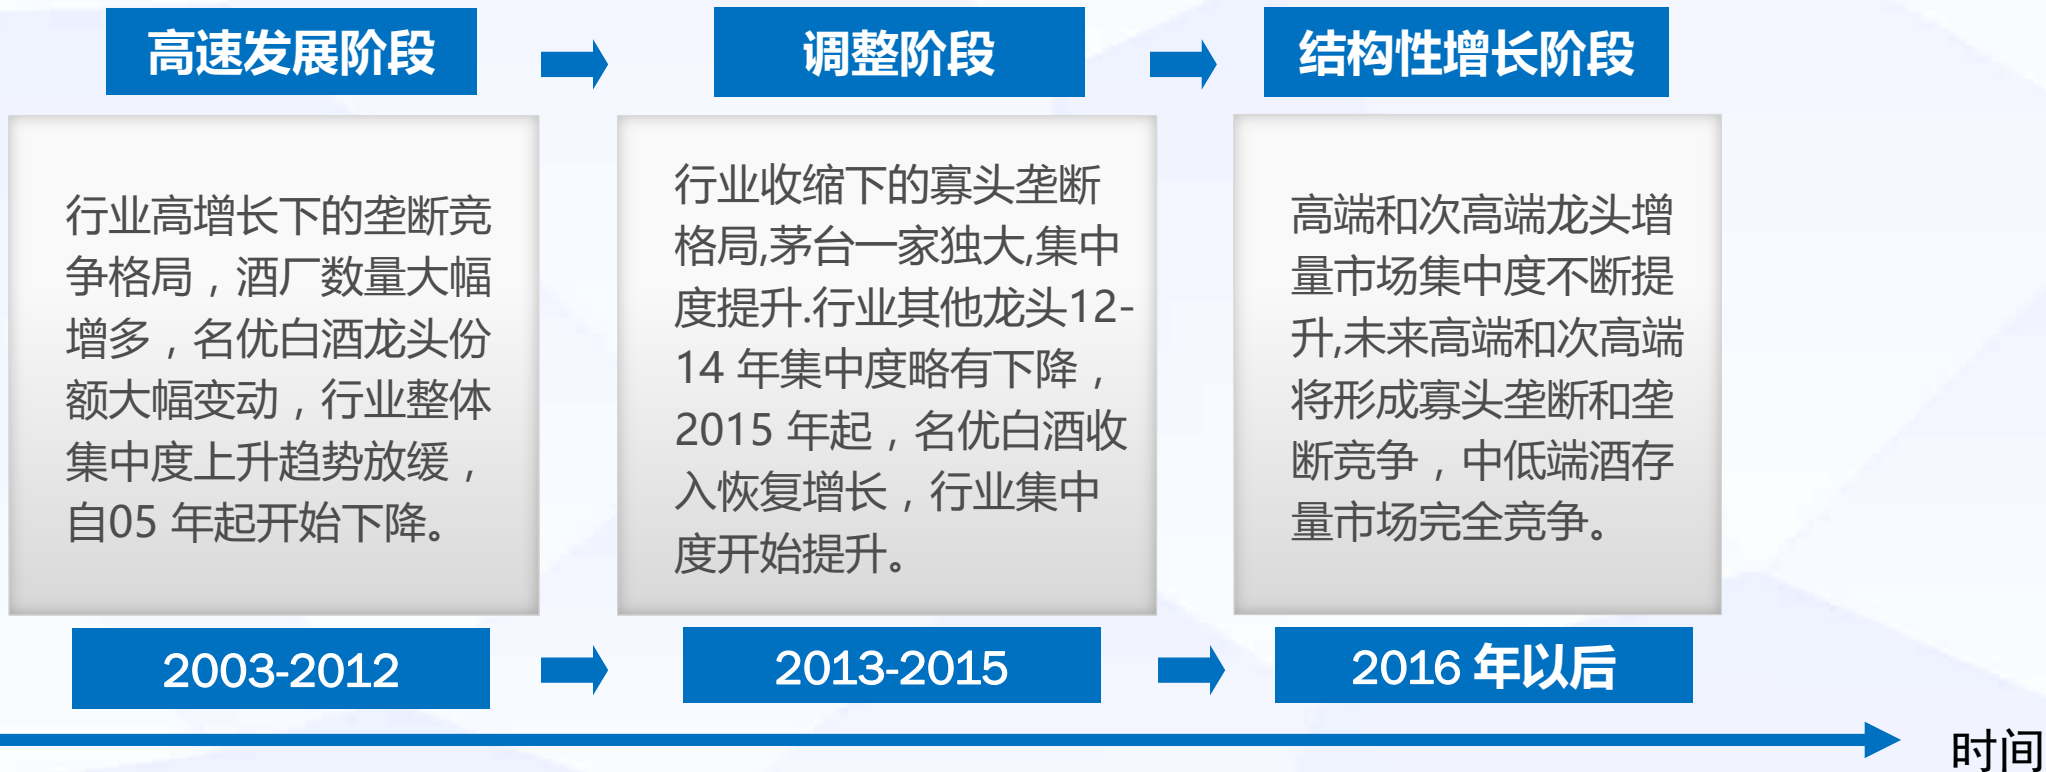 高速发展阶段
调整阶段
结构性增长阶段
行业高增长下的垄断竞
争格局，酒厂数量大幅
增多，名优白酒龙头份
额大幅变动，行业整体
集中度上升趋势放缓，
自05 年起开始下降。
行业收缩下的寡头垄断
格局,茅台一家独大,集中
度提升.行业其他龙头12-
14 年集中度略有下降，
2015 年起，名优白酒收
入恢复增长，行业集中
度开始提升。
高端和次高端龙头增
量市场集中度不断提
升,未来高端和次高端
将形成寡头垄断和垄
断竞争，中低端酒存
量市场完全竞争。
2003-2012
2013-2015
2016 年以后
时间